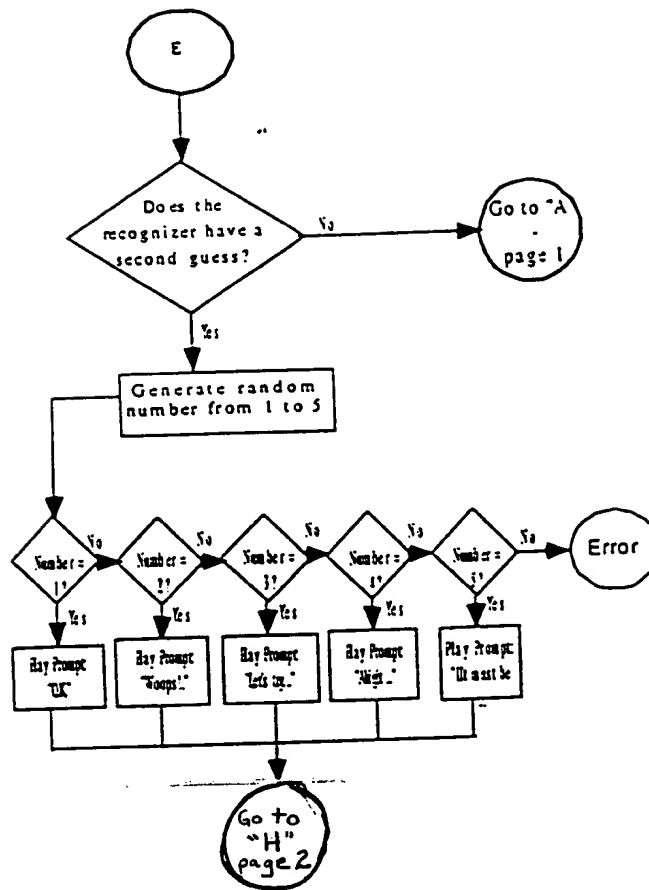 E
Does the
recognizer have a
second guess?
No
Go to "A
-
page 1
Yes
Generate random
number from 1 to 5
No
No
No
No
No
Number =
1?
Number =
2?
Number =
3?
Number =
4?
Number =
5?
Error
Yes
Yes
Yes
Yes
Yes
Play Prompt
"OK"
Play Prompt
"Woops!..."
Play Prompt
"Let's try..."
Play Prompt
Play Prompt
must be
Go to
"H"
page 2